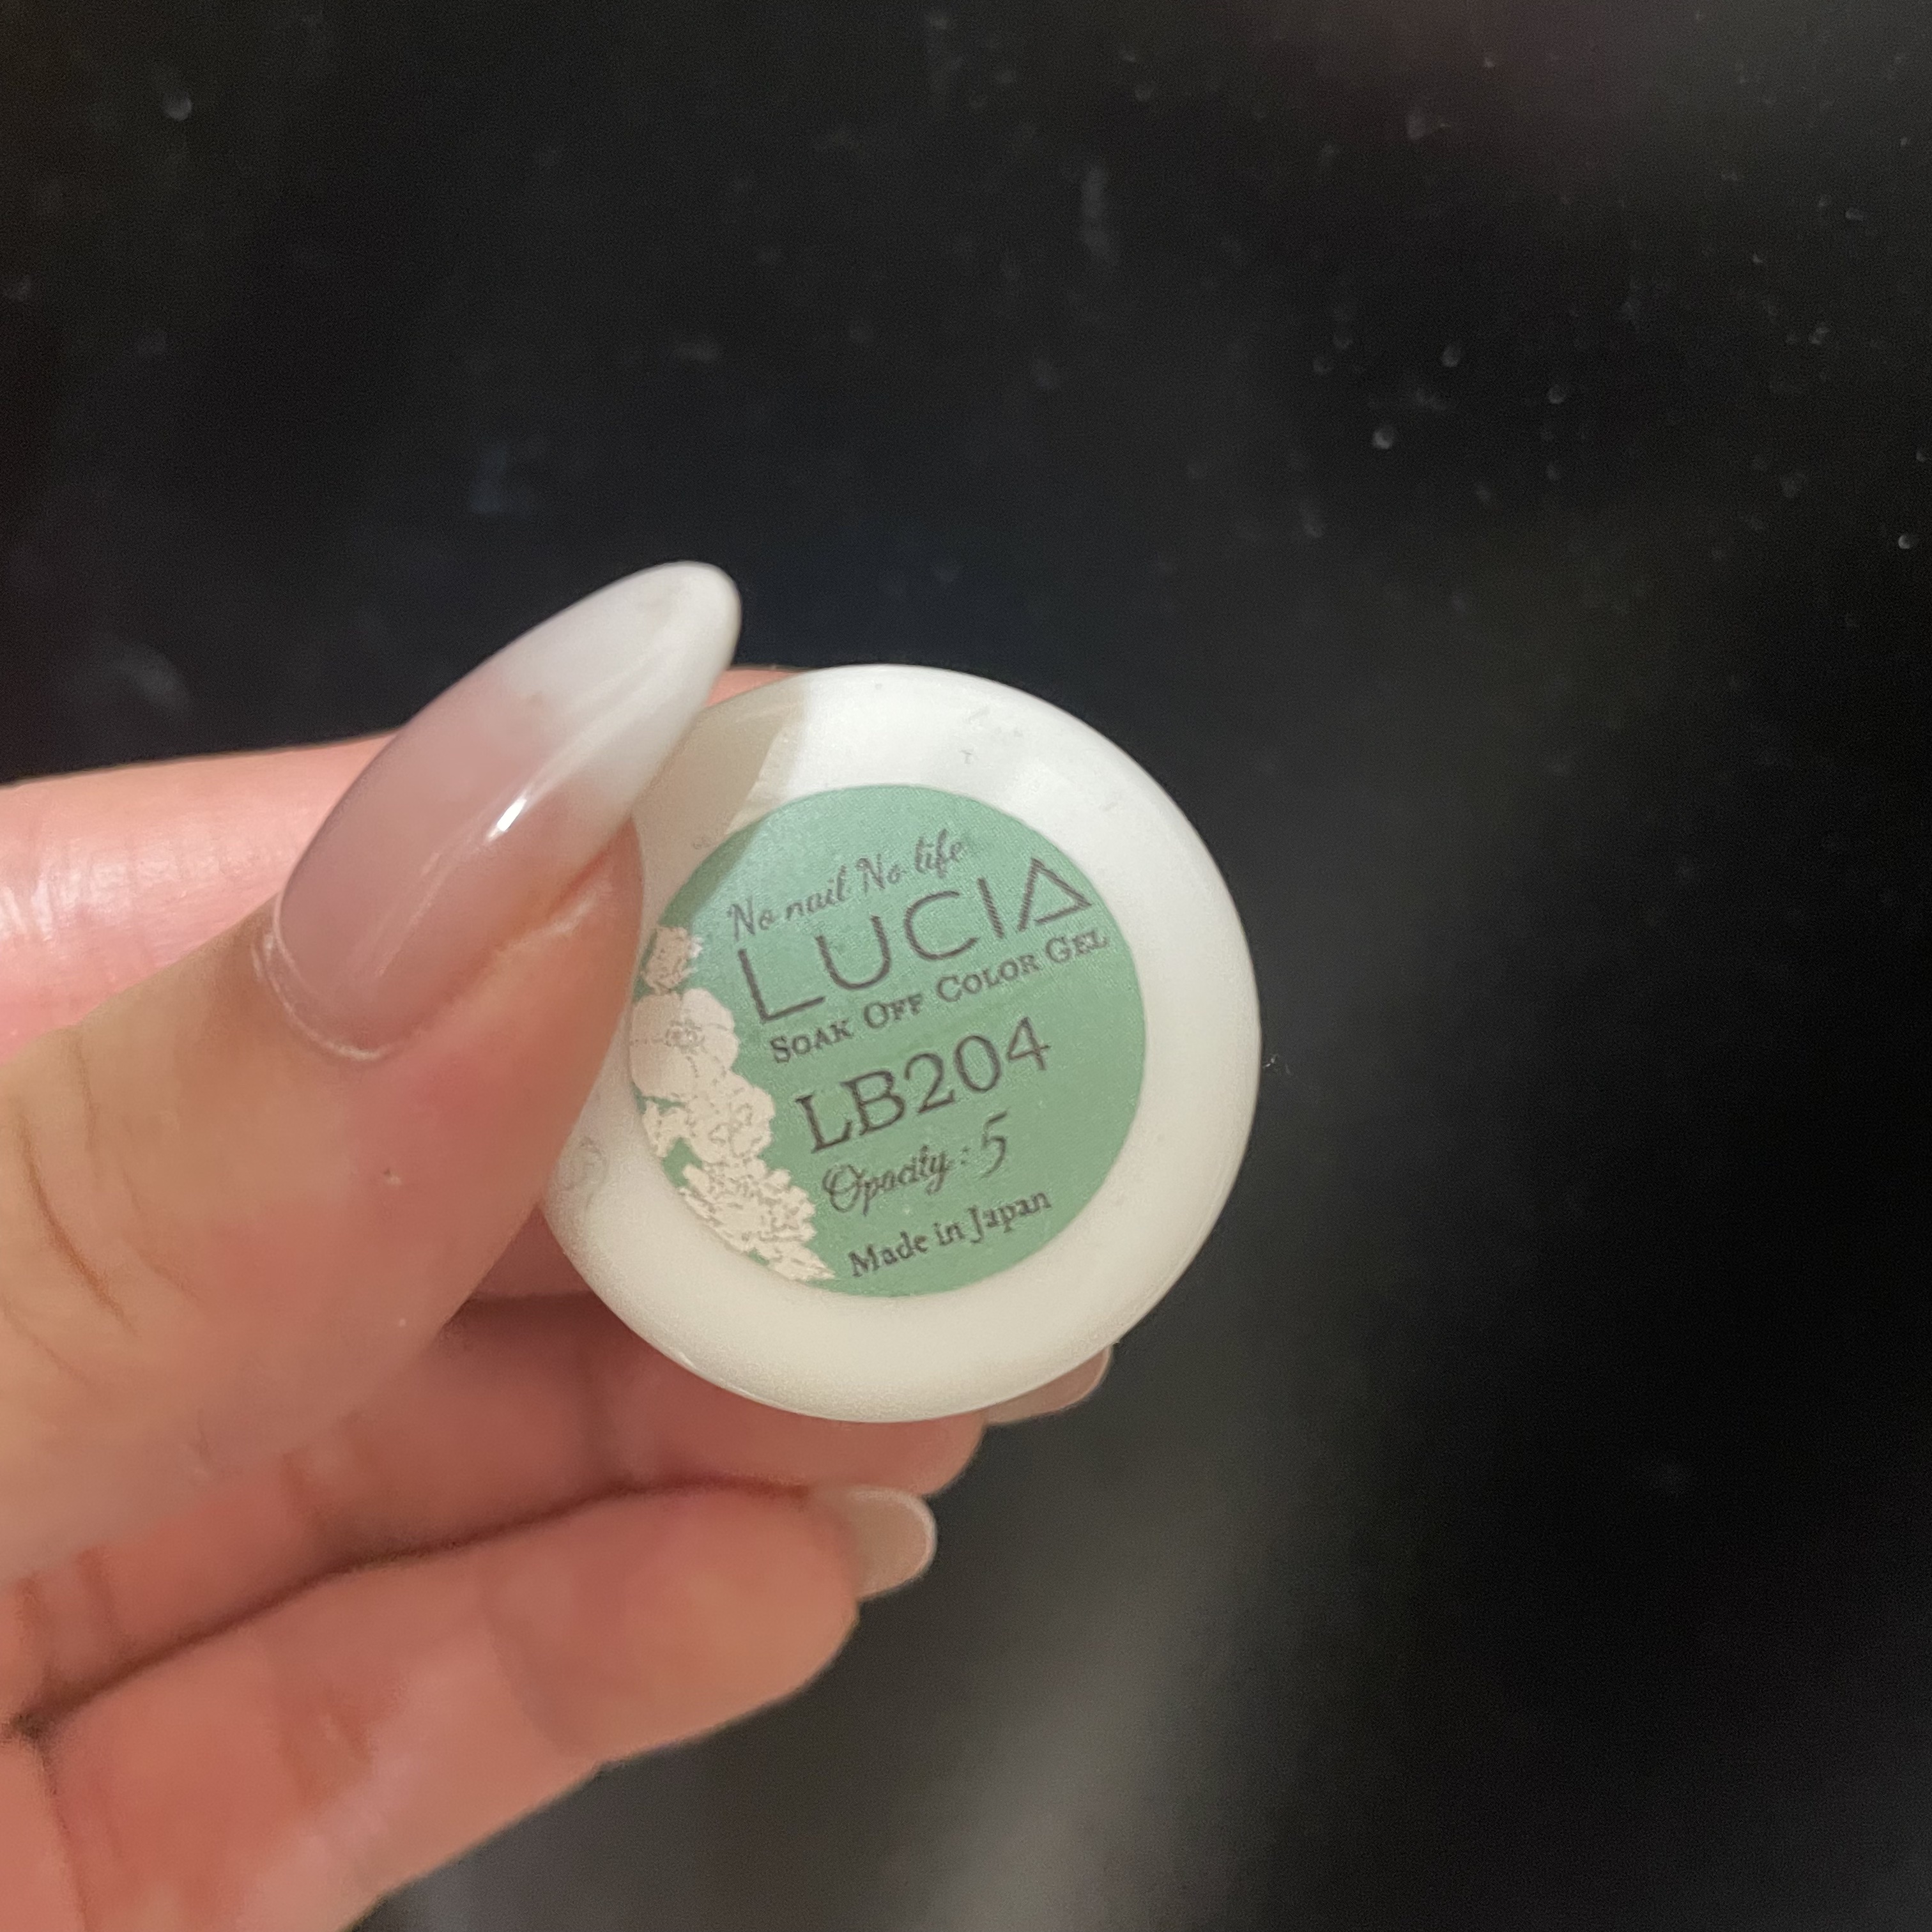 No nail No life
LUCIA
SOAK OFF COLOR GEL
LB204
Opacity : 5
Made in Japan